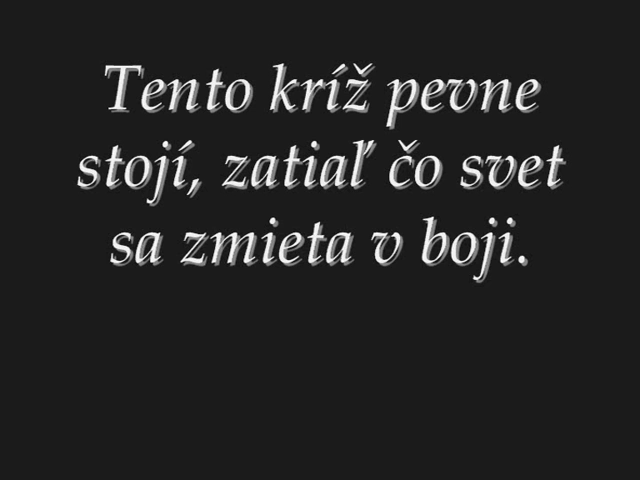 Tento kríž pevne
stojí, zatiaľ čo svet
sa zmieta v boji.